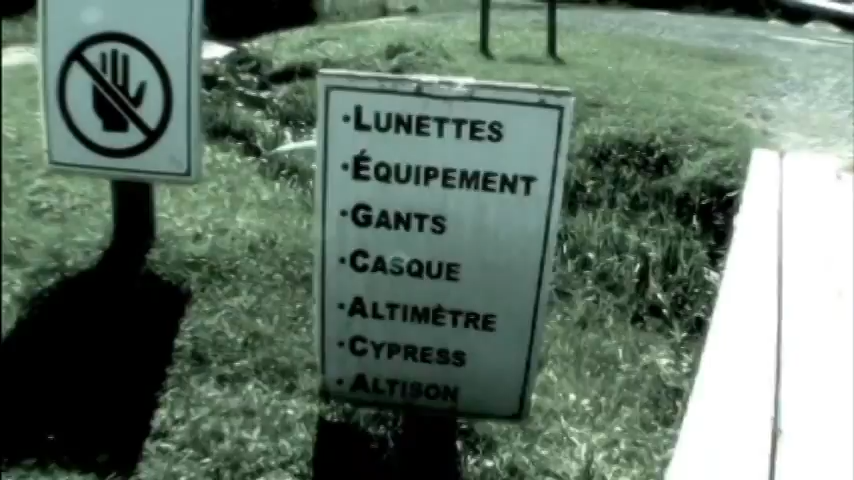 ·LUNETTES
·ÉQUIPEMENT
·GANTS
·CASQUE
·ALTIMÈTRE
·CYPRESS
·ALTISON